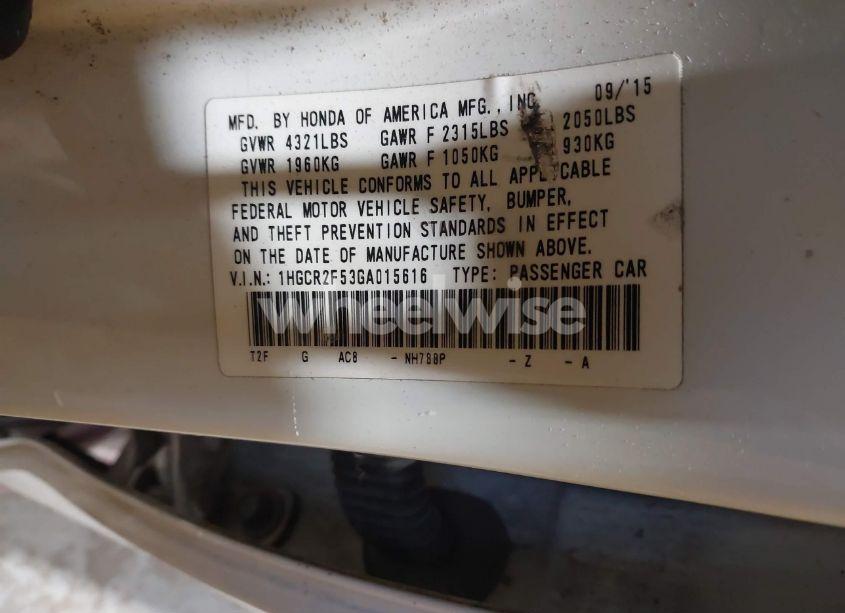 MFD. BY HONDA OF AMERICA MFG., INC 09/'15
GVWR 4321LBS GAWR F 2315LBS 2050LBS
GVWR 1960KG GAWR F 1050KG 930KG
THIS VEHICLE CONFORMS TO ALL APPLICABLE
FEDERAL MOTOR VEHICLE SAFETY, BUMPER,
AND THEFT PREVENTION STANDARDS IN EFFECT
ON THE DATE OF MANUFACTURE SHOWN ABOVE.
V.I.N.: 1HGCR2F53GA015616 TYPE: PASSENGER CAR
wheelwise
T2F G AC8 - NH788P - Z - A